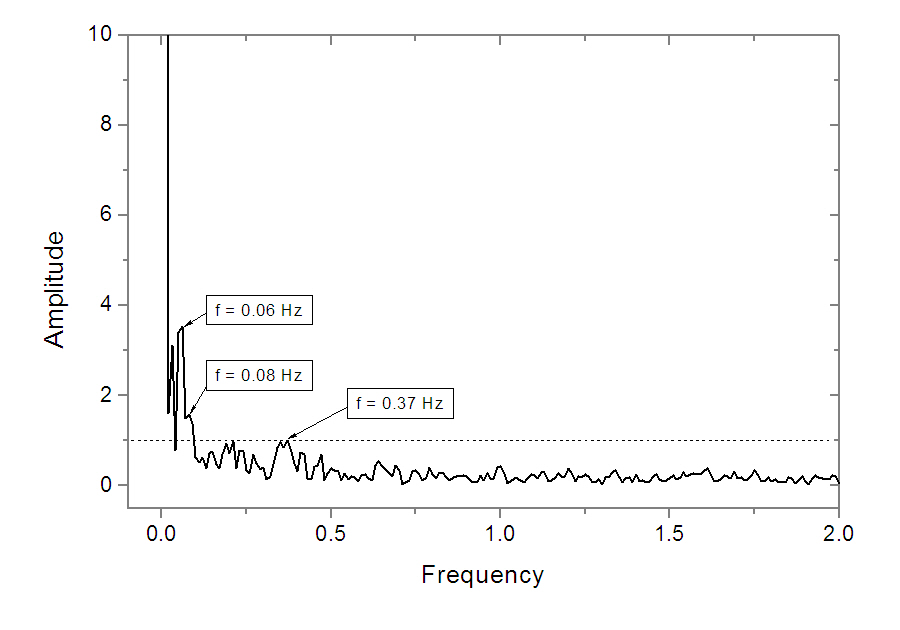 10
8
6
4
2
0
Amplitude
f = 0.06 Hz
f = 0.08 Hz
f = 0.37 Hz
0.0 0.5 1.0 1.5 2.0
Frequency